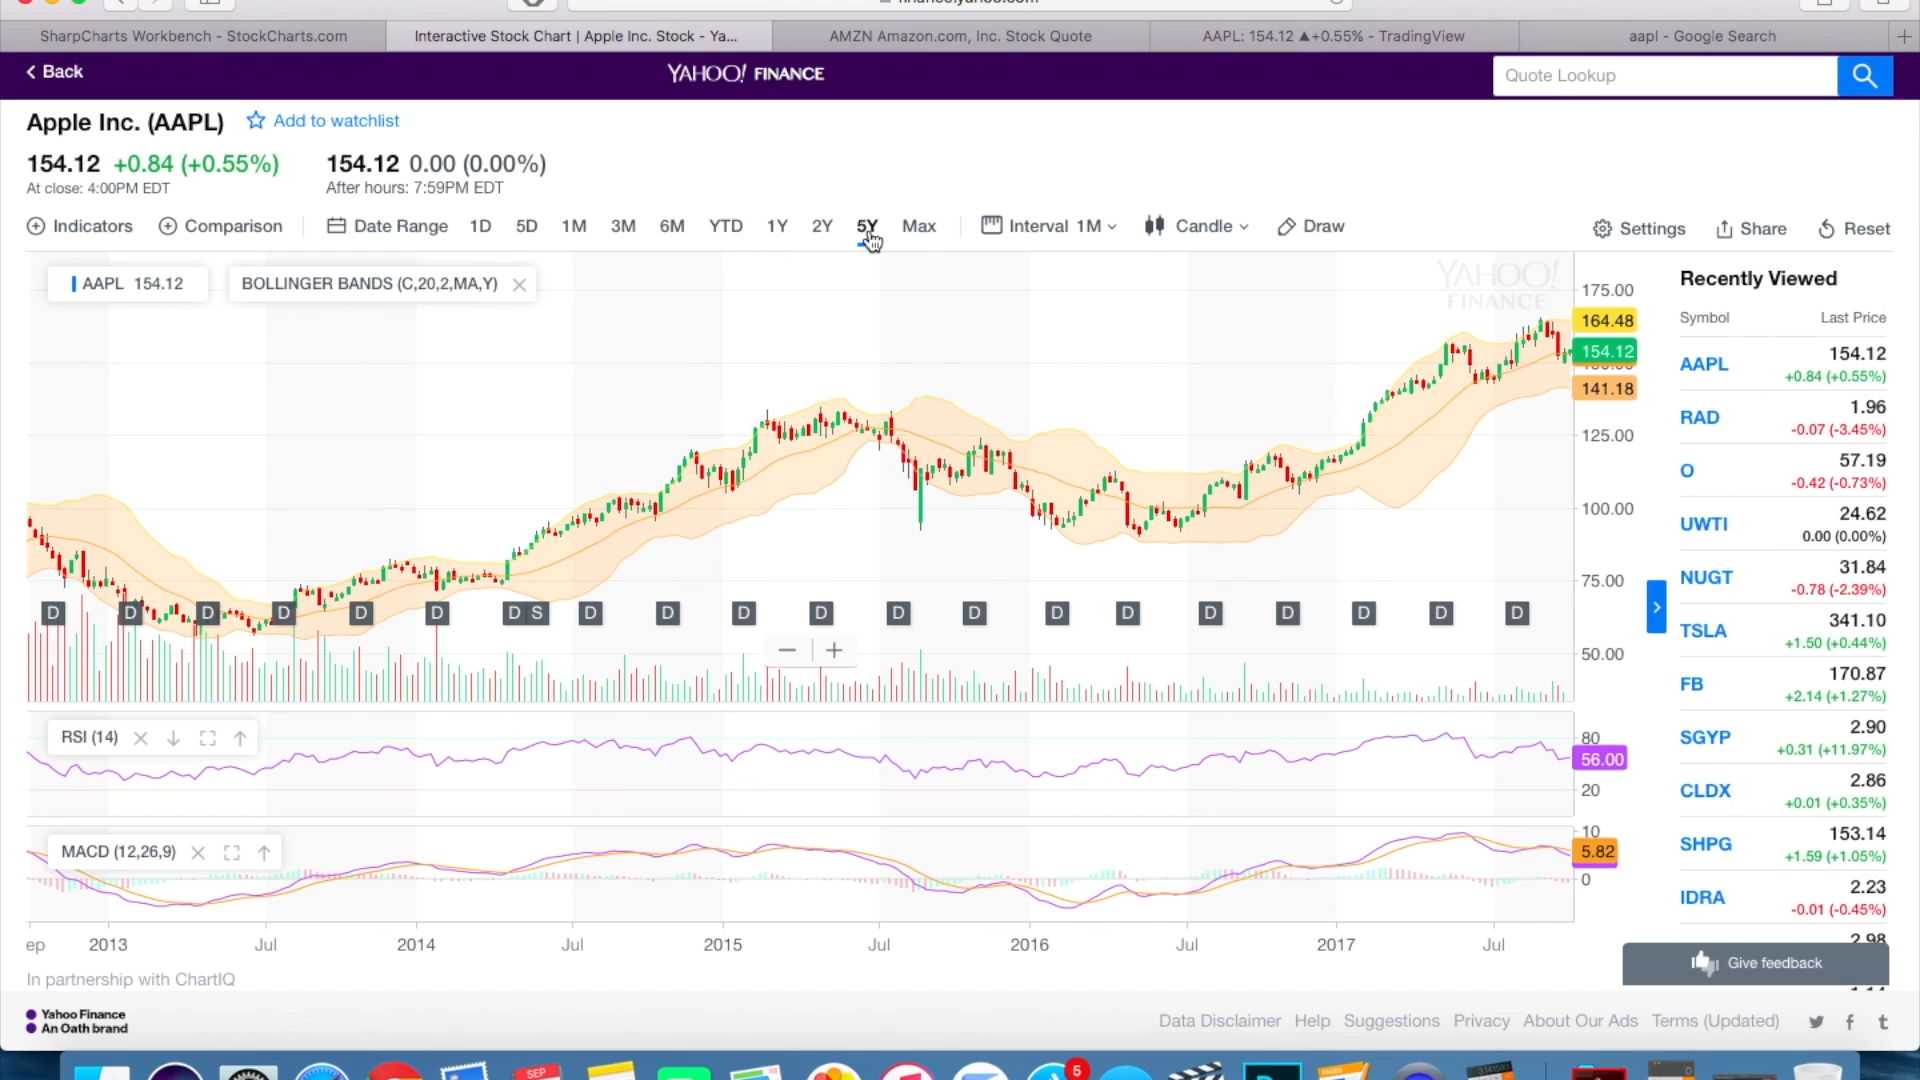 finance.yahoo.com
SharpCharts Workbench - StockCharts.com
Interactive Stock Chart | Apple Inc. Stock - Ya...
AMZN Amazon.com, Inc. Stock Quote
AAPL: 154.12 ▲+0.55% - TradingView
aapl - Google Search
Back
YAHOO! FINANCE
Quote Lookup
Apple Inc. (AAPL)
Add to watchlist
154.12 +0.84 (+0.55%)
154.12 0.00 (0.00%)
At close: 4:00PM EDT
After hours: 7:59PM EDT
Indicators
Comparison
Date Range
1D
5D
1M
3M
6M
YTD
1Y
2Y
5Y
Max
Interval 1M
Candle
Draw
Settings
Share
Reset
AAPL 154.12
BOLLINGER BANDS (C,20,2,MA,Y)
YAHOO!
FINANCE
175.00
164.48
154.12
141.18
125.00
100.00
75.00
50.00
D D D D D D D S D D D D D D D D D D D D D
RSI (14)
80
56.00
20
MACD (12,26,9)
10
5.82
0
ep
2013
Jul
2014
Jul
2015
Jul
2016
Jul
2017
Jul
In partnership with ChartIQ
Recently Viewed
Symbol
Last Price
AAPL
154.12
+0.84 (+0.55%)
RAD
1.96
-0.07 (-3.45%)
O
57.19
-0.42 (-0.73%)
UWTI
24.62
0.00 (0.00%)
NUGT
31.84
-0.78 (-2.39%)
TSLA
341.10
+1.50 (+0.44%)
FB
170.87
+2.14 (+1.27%)
SGYP
2.90
+0.31 (+11.97%)
CLDX
2.86
+0.01 (+0.35%)
SHPG
153.14
+1.59 (+1.05%)
IDRA
2.23
-0.01 (-0.45%)
2.98
Give feedback
Yahoo Finance
An Oath brand
Data Disclaimer
Help
Suggestions
Privacy
About Our Ads
Terms (Updated)
SEP
5
PAGES